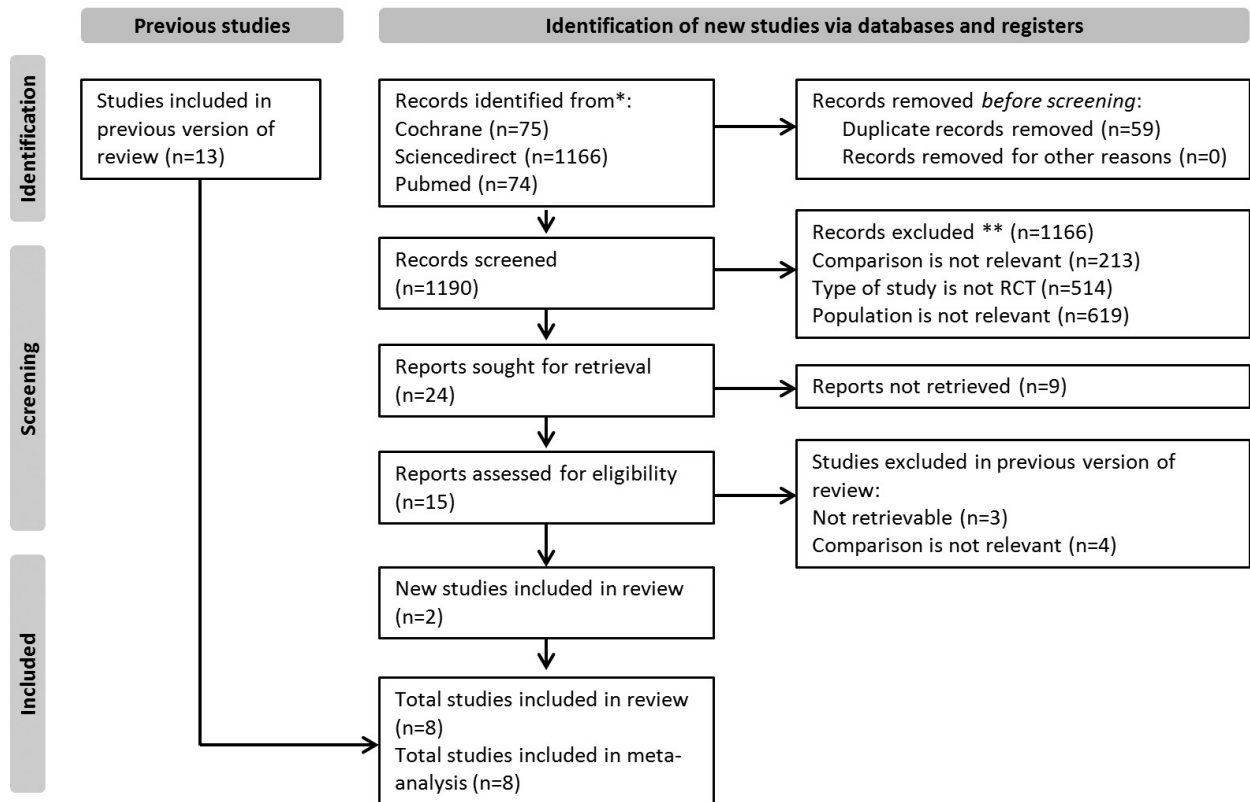 Previous studies
Identification of new studies via databases and registers
Identification
Studies included in
previous version of
review (n=13)
Records identified from*:
Cochrane (n=75)
Sciencedirect (n=1166)
Pubmed (n=74)
Records removed before screening:
Duplicate records removed (n=59)
Records removed for other reasons (n=0)
Screening
Records screened
(n=1190)
Records excluded ** (n=1166)
Comparison is not relevant (n=213)
Type of study is not RCT (n=514)
Population is not relevant (n=619)
Reports sought for retrieval
(n=24)
Reports not retrieved (n=9)
Reports assessed for eligibility
(n=15)
Studies excluded in previous version of
review:
Not retrievable (n=3)
Comparison is not relevant (n=4)
Included
New studies included in review
(n=2)
Total studies included in review
(n=8)
Total studies included in meta-
analysis (n=8)